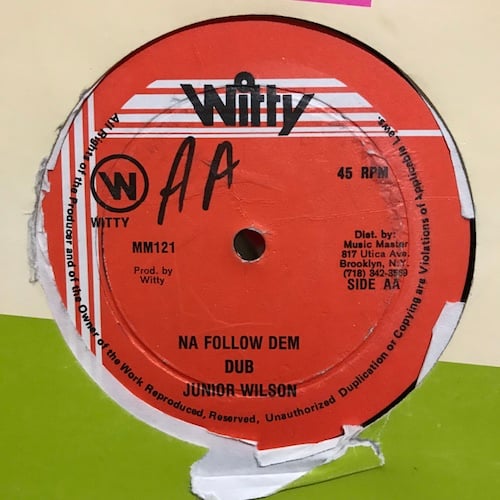 Witty
AA
W
WITTY
45 RPM
MM121
Prod. by
Witty
Dist. by:
Music Master
817 Utica Ave.
Brooklyn, N.Y.
(718) 342-3569
SIDE AA
NA FOLLOW DEM
DUB
JUNIOR WILSON
All Rights of the Producer and of the Owner of the Work Reproduced, Reserved, Unauthorized Duplication or Copying are Violations of Applicable Laws.